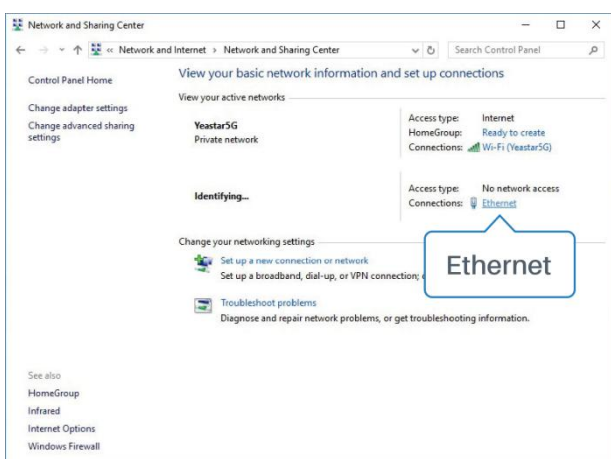 Network and Sharing Center
« Network and Internet > Network and Sharing Center
Search Control Panel
Control Panel Home
Change adapter settings
Change advanced sharing
settings
View your basic network information and set up connections
View your active networks
Yeastar5G
Private network
Access type: Internet
HomeGroup: Ready to create
Connections: Wi-Fi (Yeastar5G)
Identifying...
Access type: No network access
Connections: Ethernet
Ethernet
Change your networking settings
Set up a new connection or network
Set up a broadband, dial-up, or VPN connection;
Troubleshoot problems
Diagnose and repair network problems, or get troubleshooting information.
See also
HomeGroup
Infrared
Internet Options
Windows Firewall